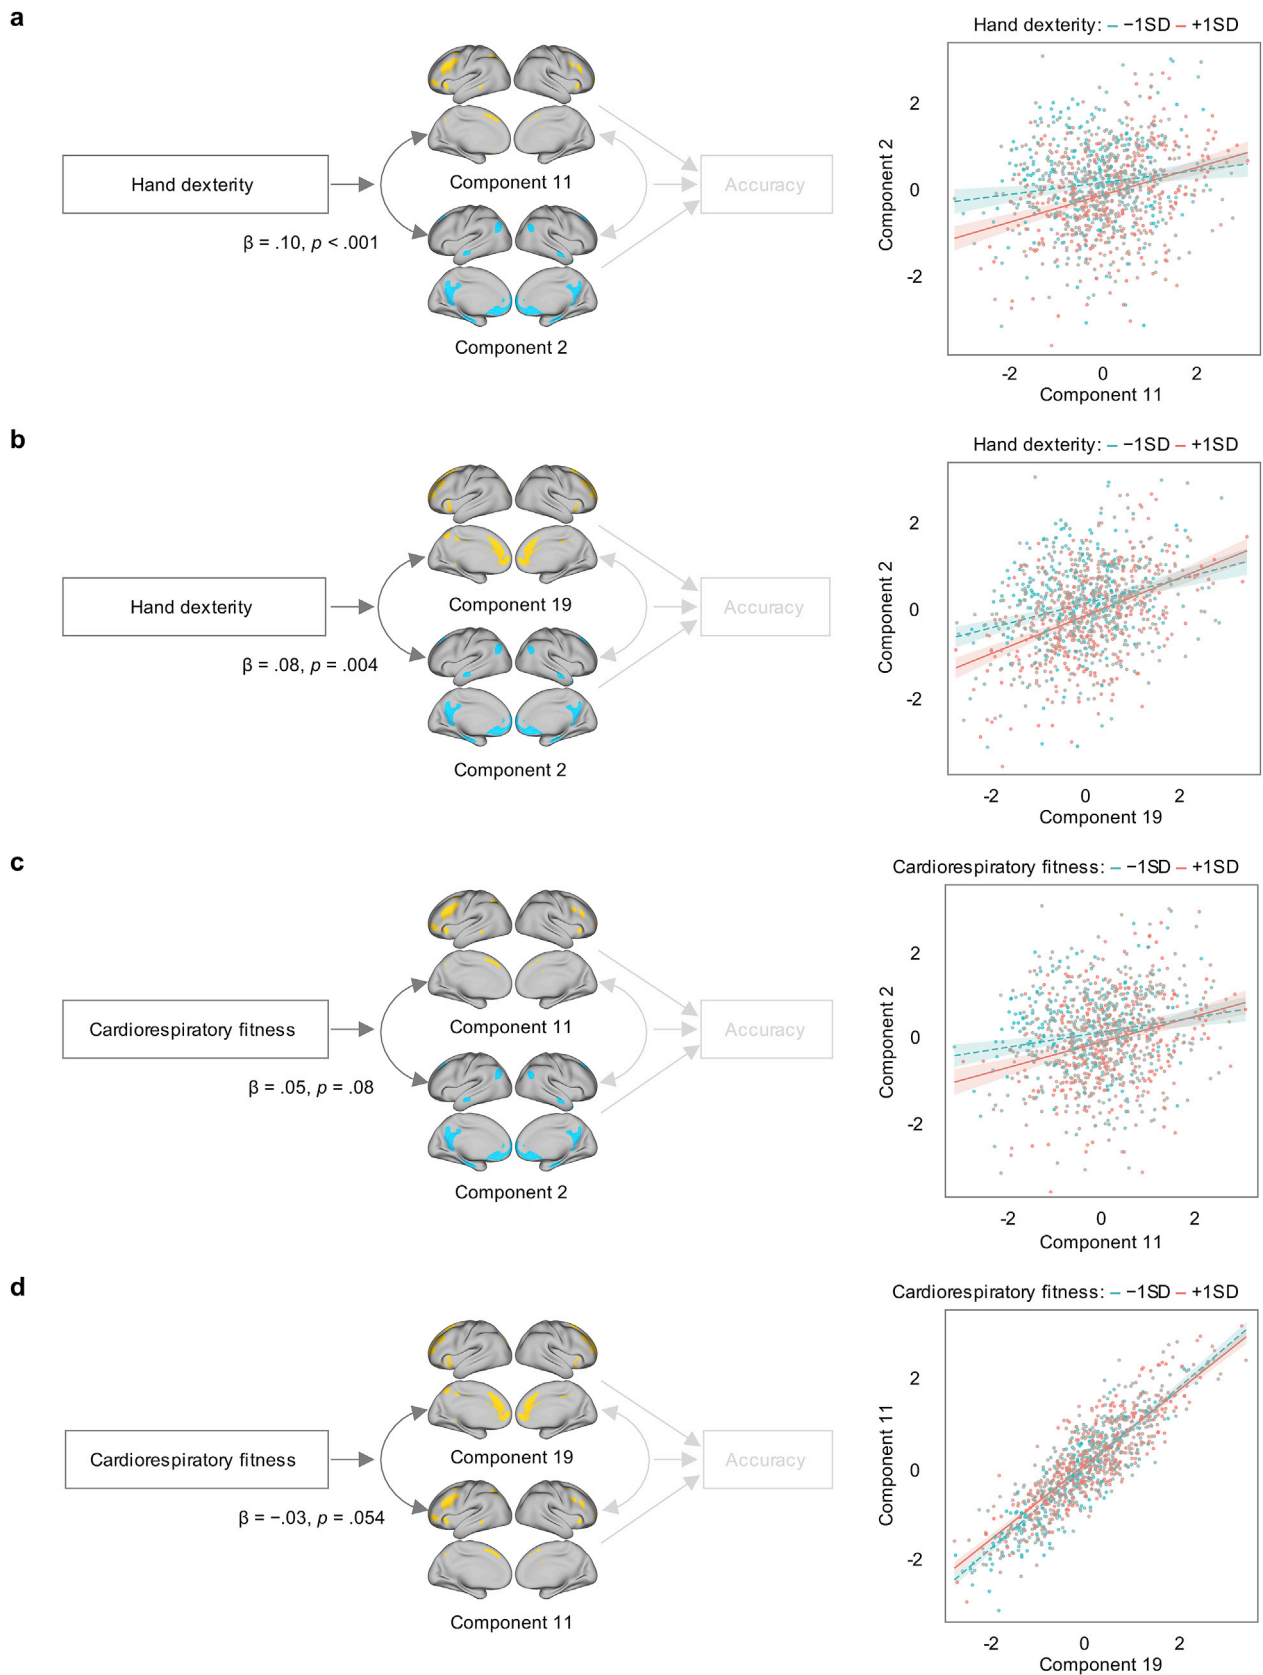 a
Hand dexterity: −1SD +1SD
Hand dexterity
Component 11
Accuracy
β = .10, p < .001
Component 2
2
0
-2
Component 2
-2 0 2
Component 11
b
Hand dexterity: −1SD +1SD
Hand dexterity
Component 19
Accuracy
β = .08, p = .004
Component 2
2
0
-2
Component 2
-2 0 2
Component 19
c
Cardiorespiratory fitness: −1SD +1SD
Cardiorespiratory fitness
Component 11
Accuracy
β = .05, p = .08
Component 2
2
0
-2
Component 2
-2 0 2
Component 11
d
Cardiorespiratory fitness: −1SD +1SD
Cardiorespiratory fitness
Component 19
Accuracy
β = −.03, p = .054
Component 11
2
0
-2
Component 11
-2 0 2
Component 19